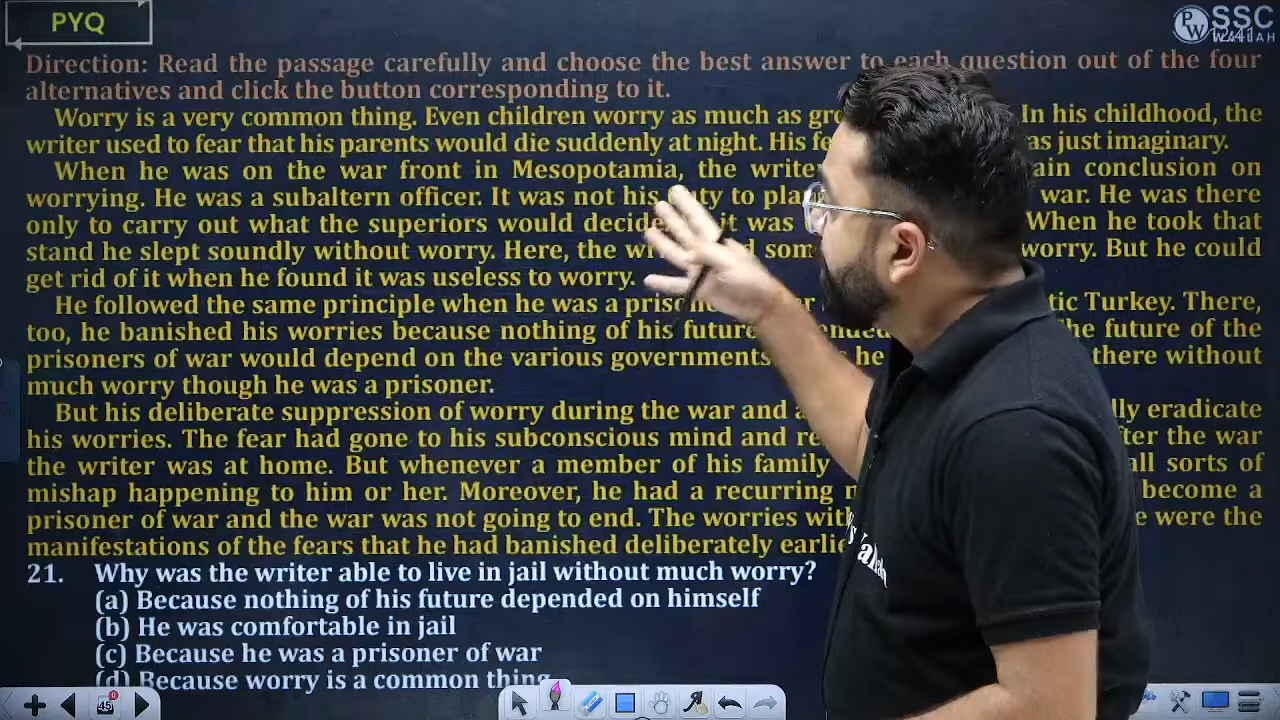 PYQ
SSC
WALLAH
12:41
Direction: Read the passage carefully and choose the best answer to each question out of the four
alternatives and click the button corresponding to it.
Worry is a very common thing. Even children worry as much as In his childhood, the
writer used to fear that his parents would die suddenly at night. His as just imaginary.
When he was on the war front in Mesopotamia, the conclusion on
worrying. He was a subaltern officer. It was not his duty to war. He was there
only to carry out what the superiors would it was When he took that
stand he slept soundly without worry. Here, the worry. But he could
get rid of it when he found it was useless to worry.
He followed the same principle when he was a Turkey. There,
too, he banished his worries because nothing of his future the future of the
prisoners of war would depend on the various governments he there without
much worry though he was a prisoner.
But his deliberate suppression of worry during the war and eradicate
his worries. The fear had gone to his subconscious mind and the war
the writer was at home. But whenever a member of his family all sorts of
mishap happening to him or her. Moreover, he had a recurring become a
prisoner of war and the war was not going to end. The worries were the
manifestations of the fears that he had banished deliberately
21. Why was the writer able to live in jail without much worry?
(a) Because nothing of his future depended on himself
(b) He was comfortable in jail
(c) Because he was a prisoner of war
(d) Because worry is a common thing
45
0